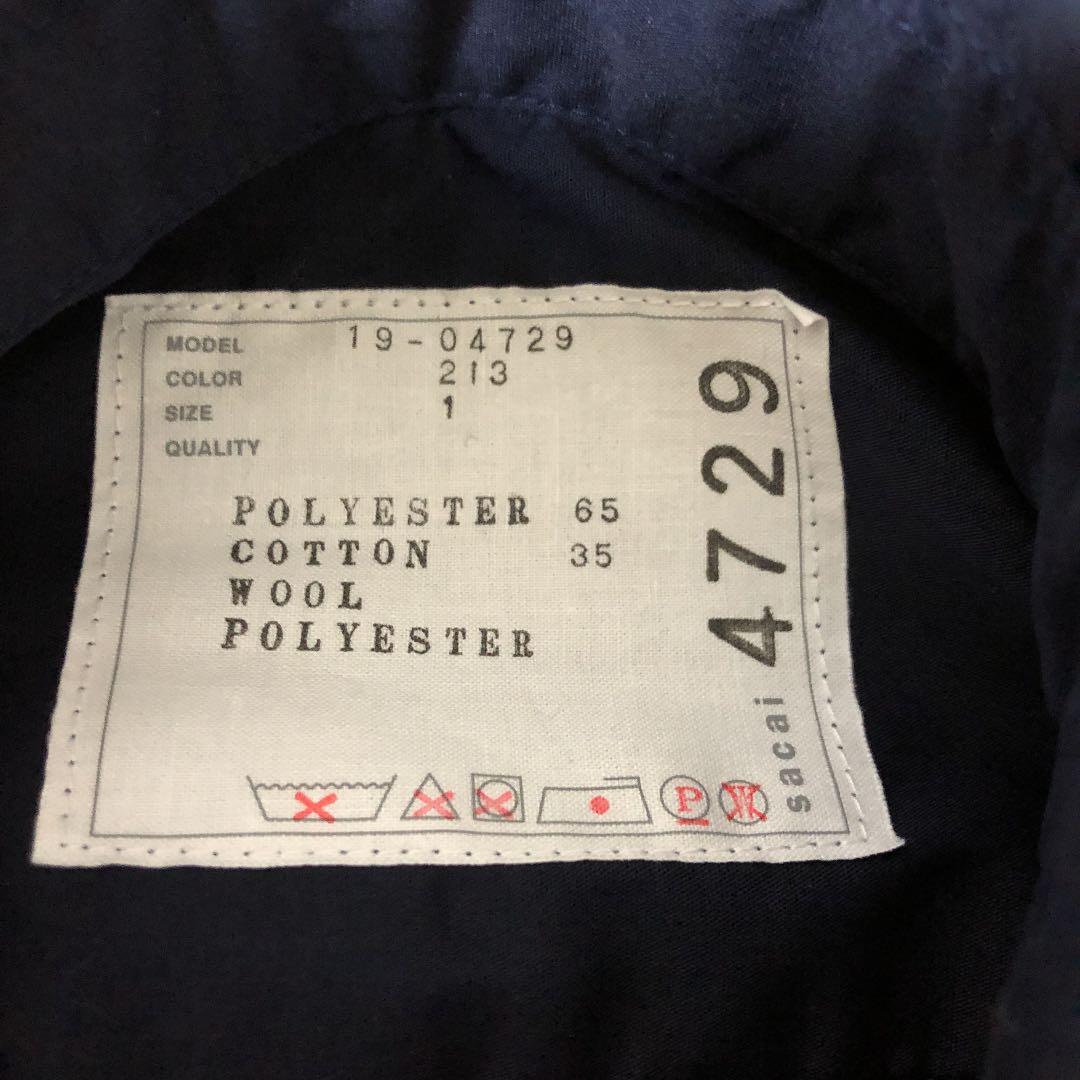 MODEL 19-04729
COLOR 213
SIZE 1
QUALITY
POLYESTER 65
COTTON 35
WOOL
POLYESTER
P W
sacai 4729